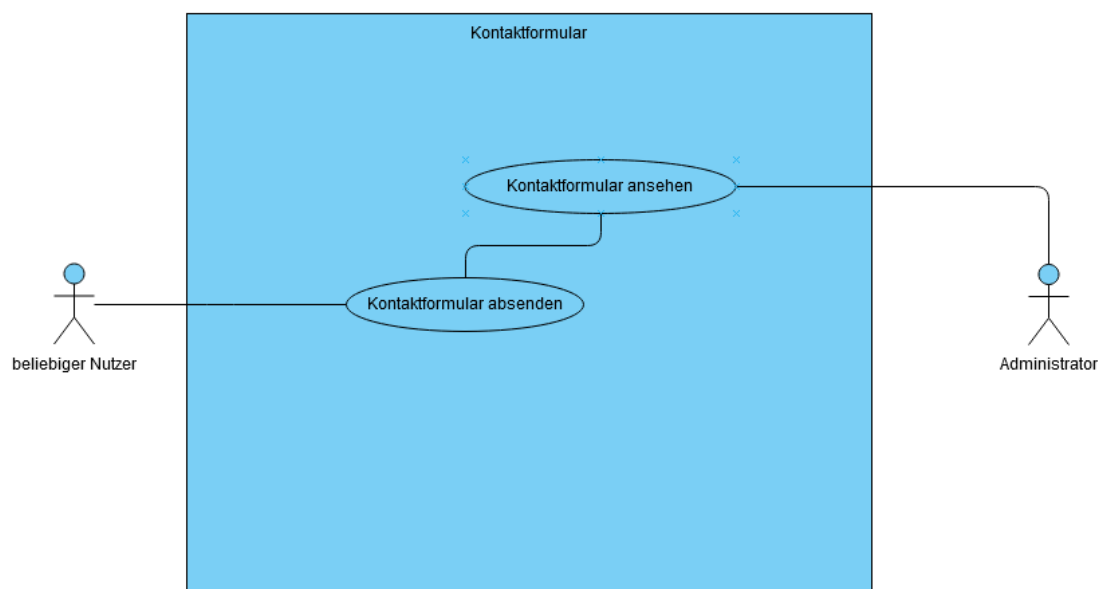 Kontaktformular
Kontaktformular ansehen
Kontaktformular absenden
beliebiger Nutzer
Administrator